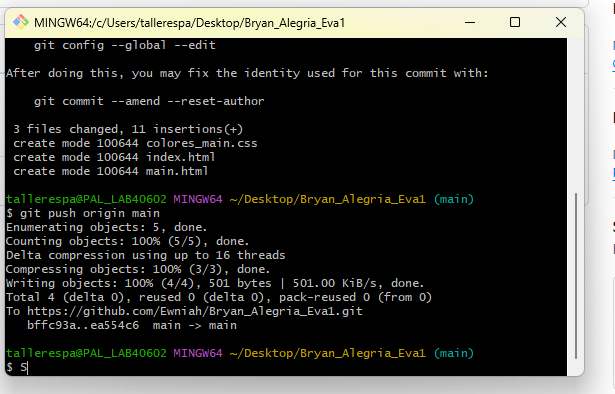 MINGW64:/c/Users/tallerespa/Desktop/Bryan_Alegria_Eva1
git config --global --edit
After doing this, you may fix the identity used for this commit with:
git commit --amend --reset-author
3 files changed, 11 insertions(+)
create mode 100644 colores_main.css
create mode 100644 index.html
create mode 100644 main.html
tallerespa@PAL_LAB40602 MINGW64 ~/Desktop/Bryan_Alegria_Eva1 (main)
$ git push origin main
Enumerating objects: 5, done.
Counting objects: 100% (5/5), done.
Delta compression using up to 16 threads
Compressing objects: 100% (3/3), done.
Writing objects: 100% (4/4), 501 bytes | 501.00 KiB/s, done.
Total 4 (delta 0), reused 0 (delta 0), pack-reused 0 (from 0)
To https://github.com/Ewniah/Bryan_Alegria_Eva1.git
bffc93a..ea554c6  main -> main
tallerespa@PAL_LAB40602 MINGW64 ~/Desktop/Bryan_Alegria_Eva1 (main)
$ S